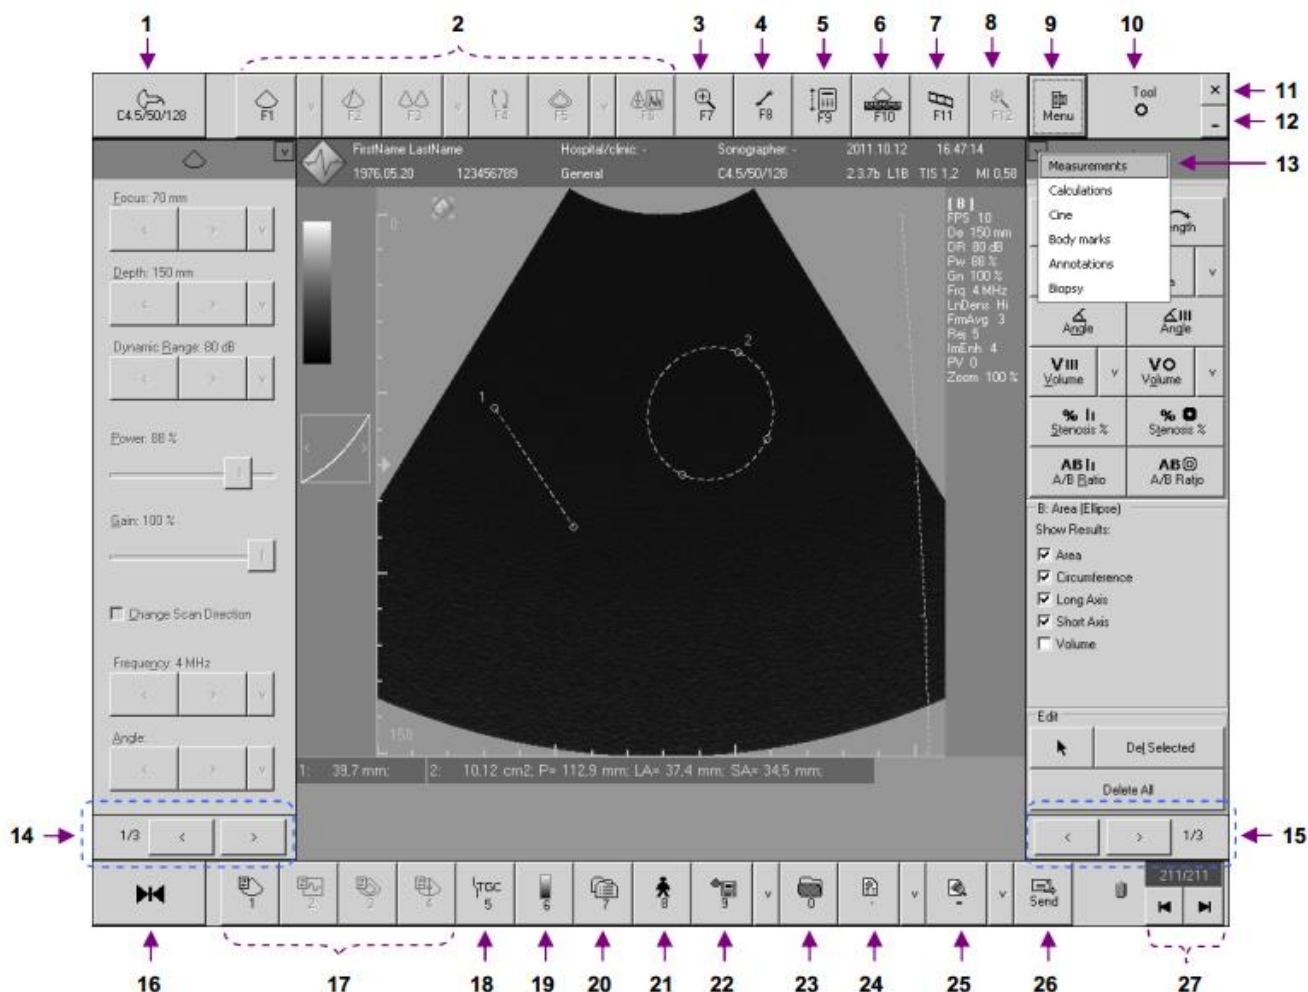 1 2 3 4 5 6 7 8 9 10
C4.5/50/128 F1 v F2 F3 v F4 F5 v F6 F7 F8 F9 F10 F11 F12 Menu Tool × 11
- 12
FirstName LastName Hospital/clinic: - Sonographer: - 2011.10.12 16:47:14
1976.05.20 123456789 General C4.5/50/128 2.3.7b L1B TIS 1,2 MI 0,58
v
v
13
Measurements
Calculations
Cine
Body marks
Annotations
Biopsy
Focus: 70 mm
< > v
Depth: 150 mm
< > v
Dynamic Range: 80 dB
< > v
Power: 88 %
Gain: 100 %
Change Scan Direction
Frequency: 4 MHz
< > v
Angle:
< > v
0
1
2
150
[ B ]
FPS 10
De 150 mm
DR 80 dB
Pw 88 %
Gn 100 %
Frq 4 MHz
LnDens Hi
FrmAvg 3
Rej 5
ImEnh 4
PV 0
Zoom 100 %
v
Angle Angle
V Volume v V Volume v
% Stenosis % % Stenosis %
AB A/B Ratio AB A/B Ratio
B: Area (Ellipse)
Show Results:
Area
Circumference
Long Axis
Short Axis
Volume
Edit
Del Selected
Delete All
1: 39,7 mm; 2: 10.12 cm2; P= 112.9 mm; LA= 37.4 mm; SA= 34,5 mm;
14 1/3 < > < > 1/3 15
1 2 3 4 TGC 5 6 7 8 9 v 0 - v = v Send 211/211
16 17 18 19 20 21 22 23 24 25 26 27